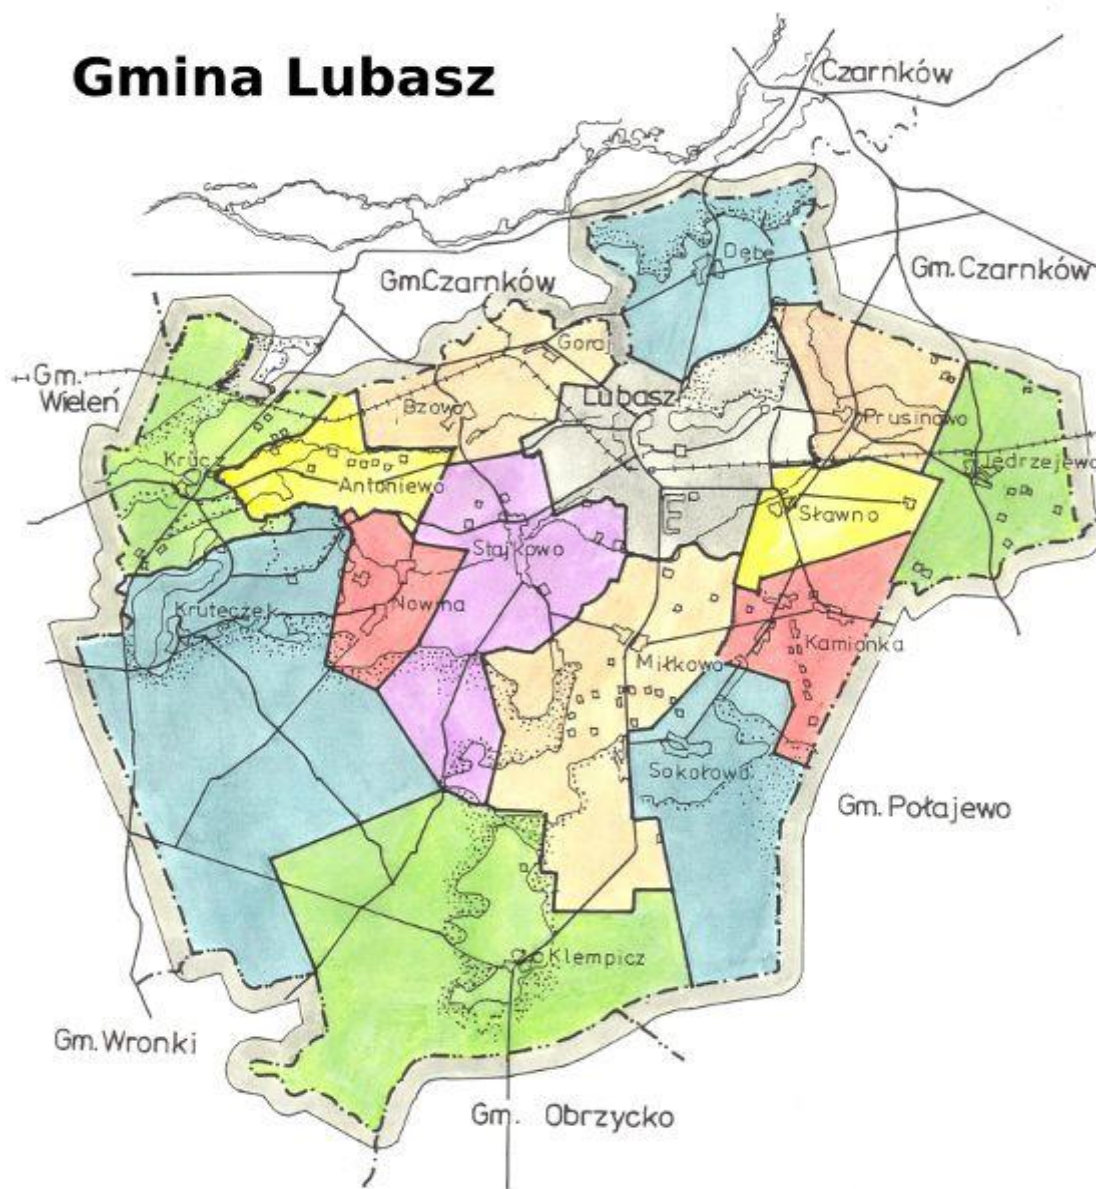 Gmina Lubasz
Czarnków
Dębe
Gm.Czarnków
Gm.Czarnków
Goraj
Gm.
Wieleń
Lubasz
Bzowo
Prusinowo
Krucz
Jędrzejewo
Antoniewo
Sławno
Stajkowo
Kruteczek
Nowina
Kamionka
Miłkowo
Sokołowo
Gm.Połajewo
Klempicz
Gm.Wronki
Gm. Obrzycko